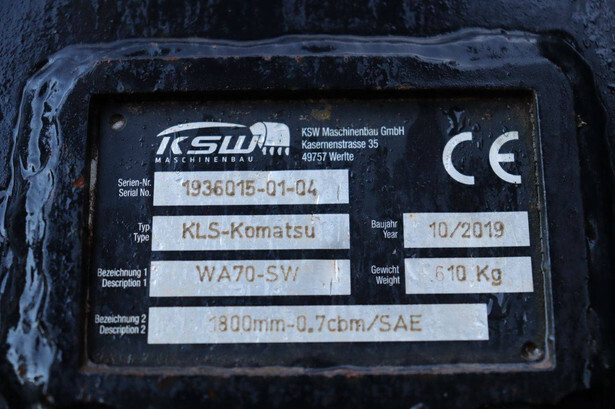 KSW
MASCHINENBAU
KSW Maschinenbau GmbH
Kasernenstrasse 35
49757 Werlte
CE
Serien-Nr.
Serial No.
1936015-01-04
Typ
Type
KLS-Komatsu
Baujahr
Year
10/2019
Bezeichnung 1
Description 1
WA70-SW
Gewicht
Weight
610 Kg
Bezeichnung 2
Description 2
1800mm-0.7cbm/SAE